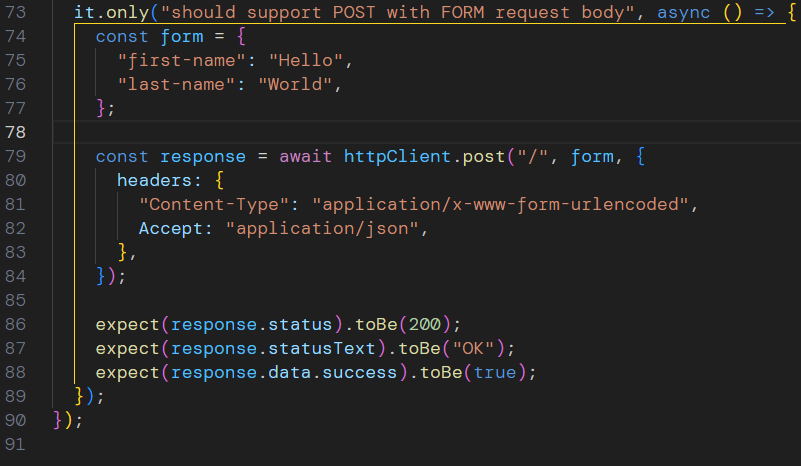 73 it.only("should support POST with FORM request body", async () => {
74 const form = {
75 "first-name": "Hello",
76 "last-name": "World",
77 };
78
79 const response = await httpClient.post("/", form, {
80 headers: {
81 "Content-Type": "application/x-www-form-urlencoded",
82 Accept: "application/json",
83 },
84 });
85
86 expect(response.status).toBe(200);
87 expect(response.statusText).toBe("OK");
88 expect(response.data.success).toBe(true);
89 });
90 });
91